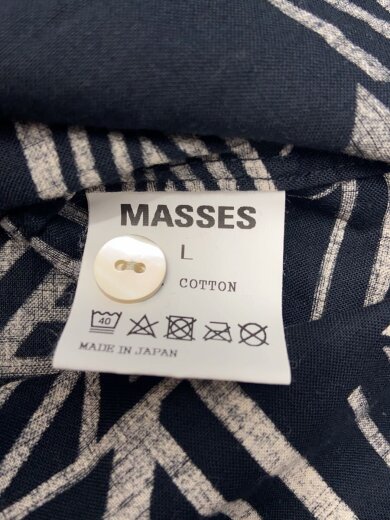 MASSES
L
COTTON
40
MADE IN JAPAN